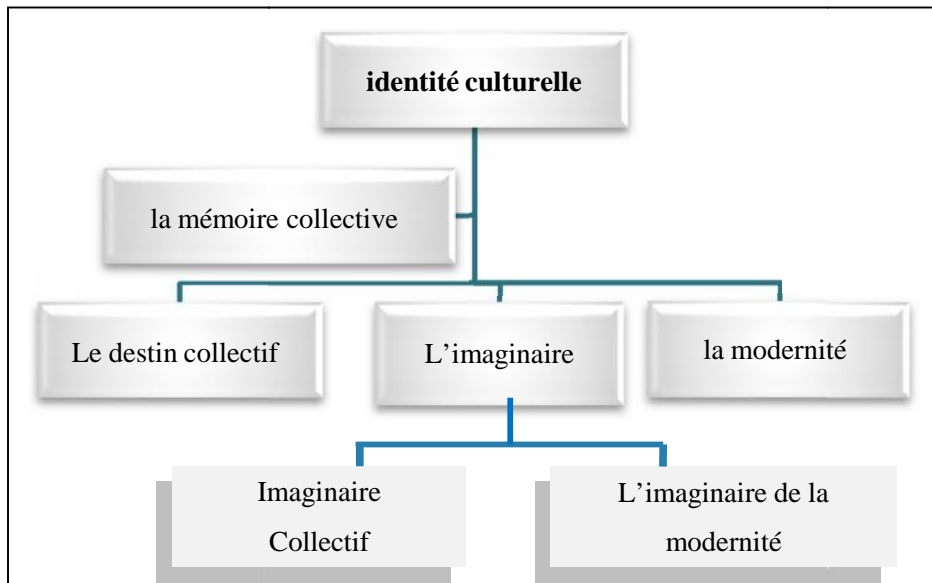 identité culturelle
la mémoire collective
Le destin collectif
L’imaginaire
la modernité
Imaginaire
Collectif
L’imaginaire de la
modernité